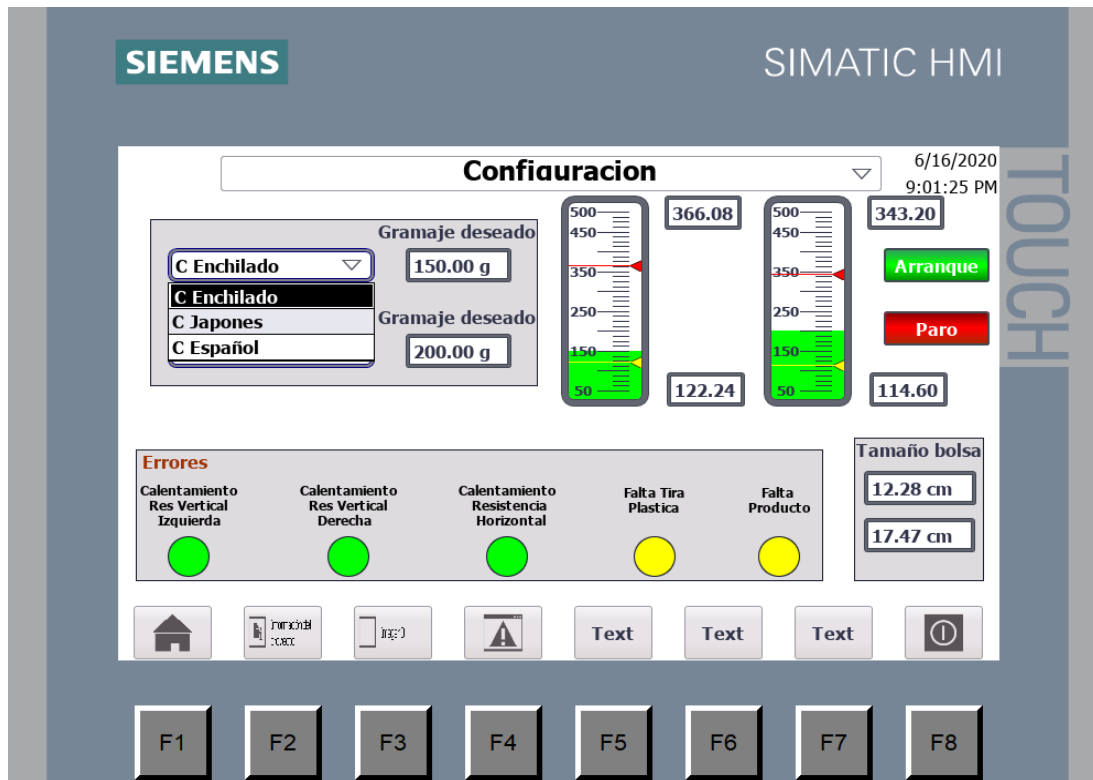 SIEMENS
SIMATIC HMI
TOUCH
Configuracion
6/16/2020
9:01:25 PM
Gramaje deseado
C Enchilado
150.00 g
C Enchilado
C Japones
C Español
Gramaje deseado
200.00 g
500
450
350
250
150
50
366.08
122.24
500
450
350
250
150
50
343.20
114.60
Arranque
Paro
Errores
Calentamiento
Res Vertical
Izquierda
Calentamiento
Res Vertical
Derecha
Calentamiento
Resistencia
Horizontal
Falta Tira
Plastica
Falta
Producto
Tamaño bolsa
12.28 cm
17.47 cm
Text
Text
Text
F1
F2
F3
F4
F5
F6
F7
F8